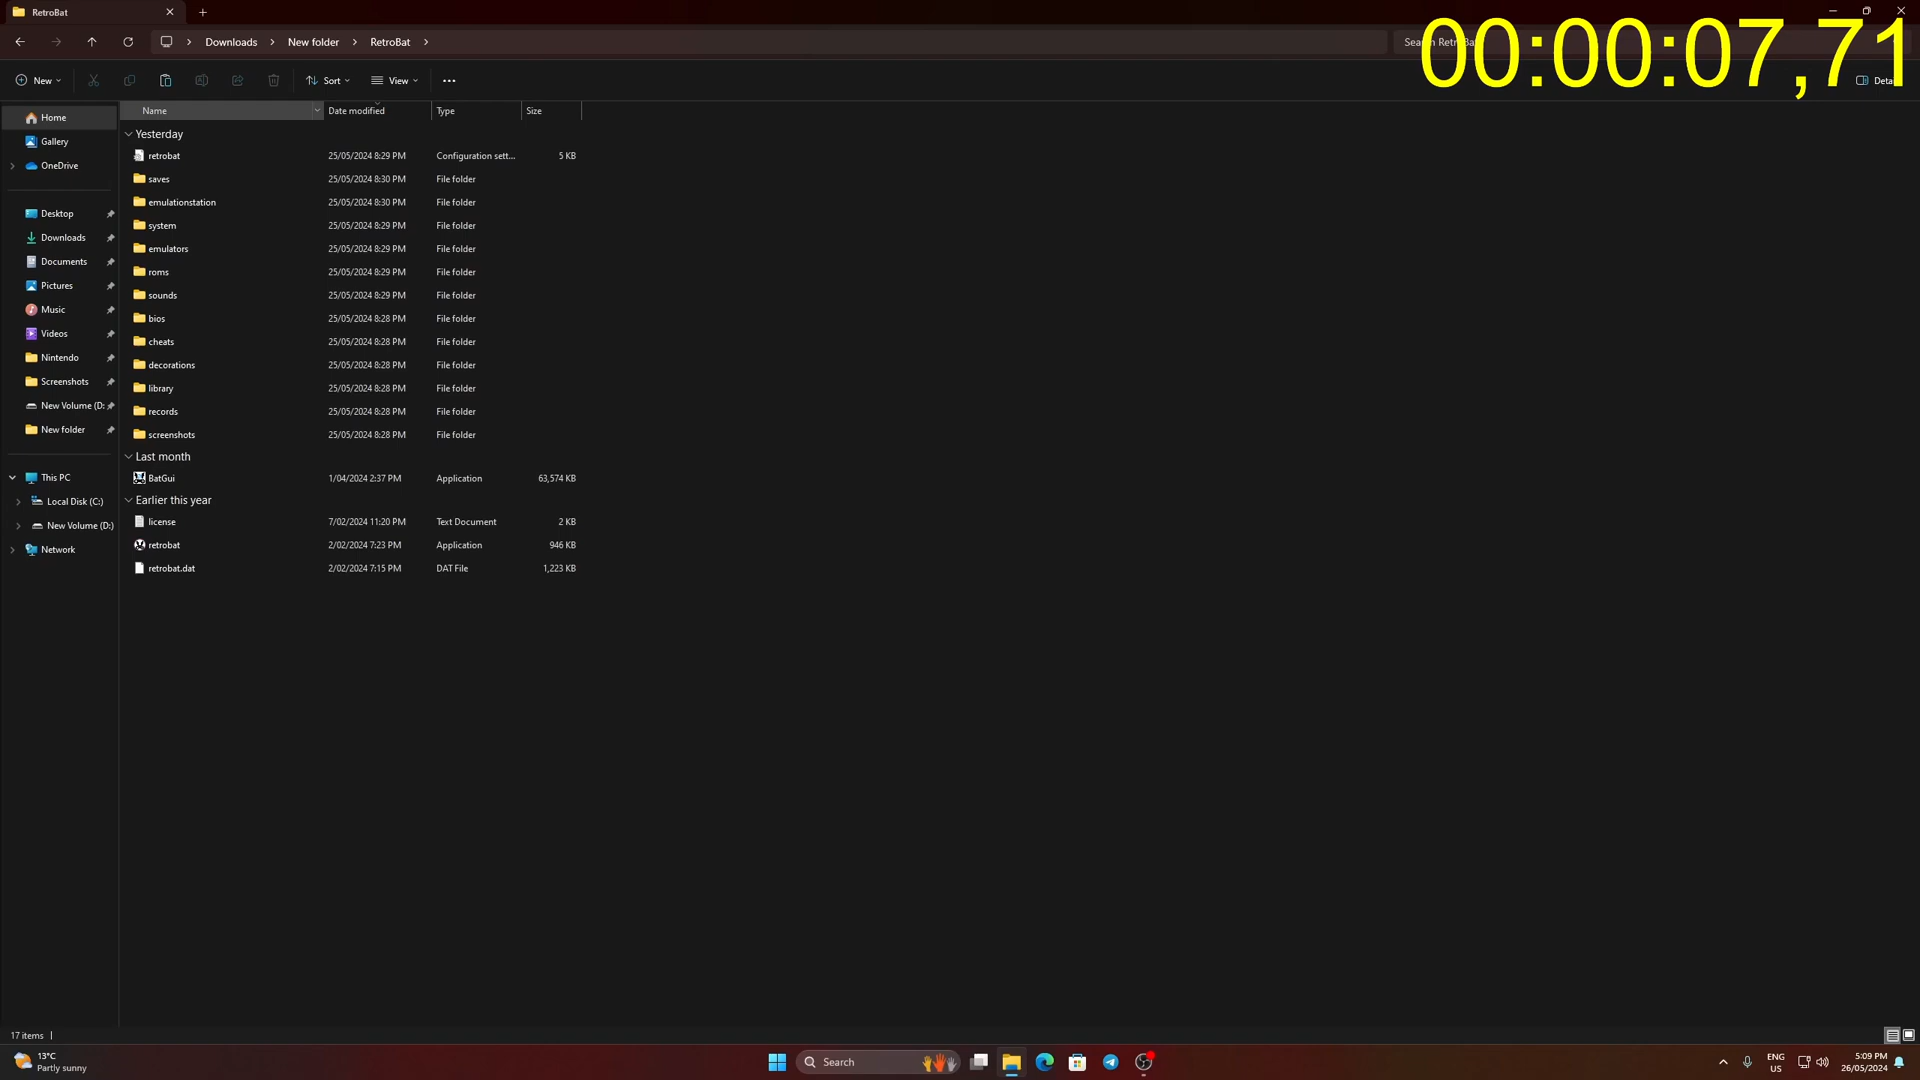 RetroBat
00:00:07,71
Downloads > New folder > RetroBat >
New Sort View
Name Date modified Type Size
Home
Gallery
OneDrive
Desktop
Downloads
Documents
Pictures
Music
Videos
Nintendo
Screenshots
New Volume (D:
New folder
This PC
Local Disk (C:)
New Volume (D:)
Network
Yesterday
retrobat 25/05/2024 8:29 PM Configuration sett... 5 KB
saves 25/05/2024 8:30 PM File folder
emulationstation 25/05/2024 8:30 PM File folder
system 25/05/2024 8:29 PM File folder
emulators 25/05/2024 8:29 PM File folder
roms 25/05/2024 8:29 PM File folder
sounds 25/05/2024 8:29 PM File folder
bios 25/05/2024 8:28 PM File folder
cheats 25/05/2024 8:28 PM File folder
decorations 25/05/2024 8:28 PM File folder
library 25/05/2024 8:28 PM File folder
records 25/05/2024 8:28 PM File folder
screenshots 25/05/2024 8:28 PM File folder
Last month
BatGui 1/04/2024 2:37 PM Application 63,574 KB
Earlier this year
license 7/02/2024 11:20 PM Text Document 2 KB
retrobat 2/02/2024 7:23 PM Application 946 KB
retrobat.dat 2/02/2024 7:15 PM DAT File 1,223 KB
17 items
13°C
Partly sunny
Search
ENG
US
5:09 PM
26/05/2024